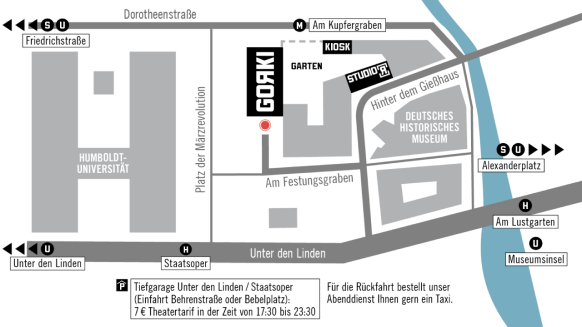 Dorotheenstraße
S U
Friedrichstraße
M
Am Kupfergraben
KIOSK
GARTEN
STUDIO Я
GOЯKI
Hinter dem Gießhaus
Platz der Märzrevolution
DEUTSCHES
HISTORISCHES
MUSEUM
HUMBOLDT-
UNIVERSITÄT
S U
Alexanderplatz
Am Festungsgraben
H
Am Lustgarten
U
Unter den Linden
H
Staatsoper
Unter den Linden
U
Museumsinsel
P
Tiefgarage Unter den Linden / Staatsoper
(Einfahrt Behrenstraße oder Bebelplatz):
7 € Theatertarif in der Zeit von 17:30 bis 23:30
Für die Rückfahrt bestellt unser
Abenddienst Ihnen gern ein Taxi.